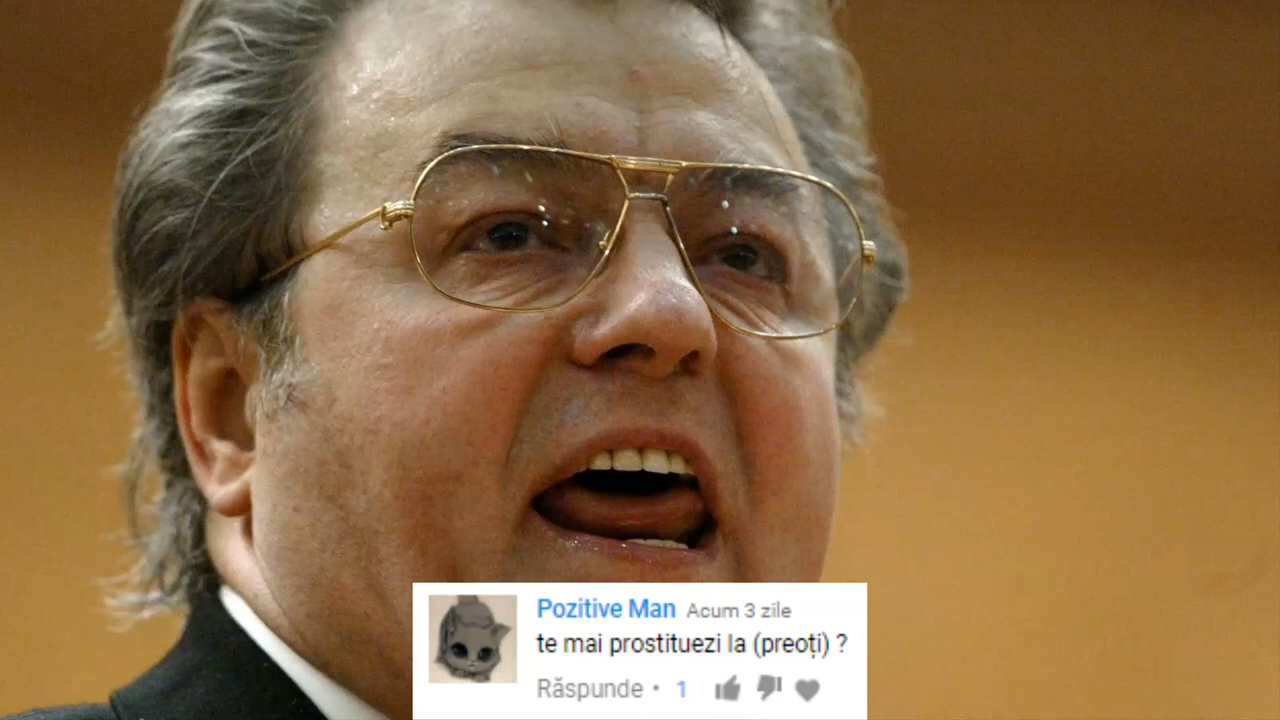 Pozitive Man Acum 3 zile
te mai prostituezi la (preoți) ?
Răspunde • 1